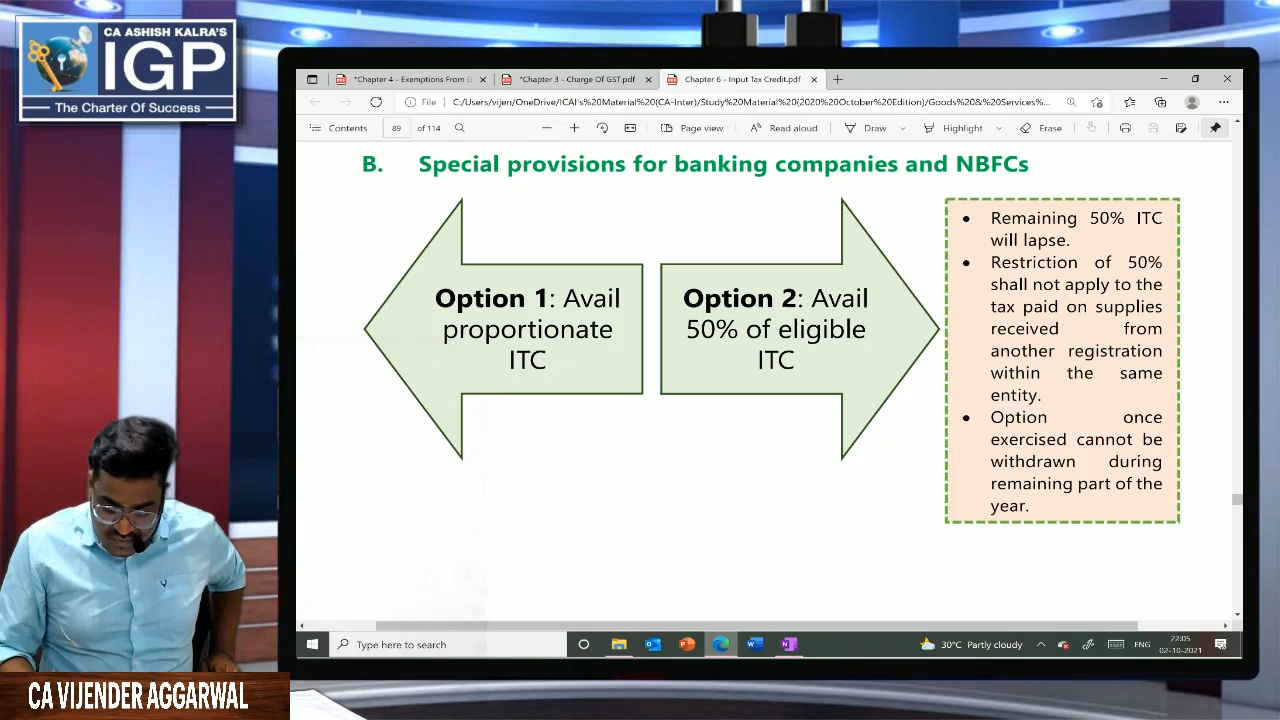 CA ASHISH KALRA'S
IGP
The Charter Of Success
*Chapter 4 - Exemptions From G
*Chapter 3 - Charge Of GST.pdf
Chapter 6 - Input Tax Credit.pdf
File
C:/Users/vijen/OneDrive/ICAI's%20Material%20(CA-Inter)/Study%20Material%20(2020%20October%20Edition)/Goods%20&%20Services%...
Contents
89
of 114
Page view
Read aloud
Draw
Highlight
Erase
B. Special provisions for banking companies and NBFCs
Option 1: Avail
proportionate
ITC
Option 2: Avail
50% of eligible
ITC
• Remaining 50% ITC
will lapse.
• Restriction of 50%
shall not apply to the
tax paid on supplies
received from
another registration
within the same
entity.
• Option once
exercised cannot be
withdrawn during
remaining part of the
year.
Type here to search
30°C Partly cloudy
ENG
22:05
02-10-2021
CA VIJENDER AGGARWAL